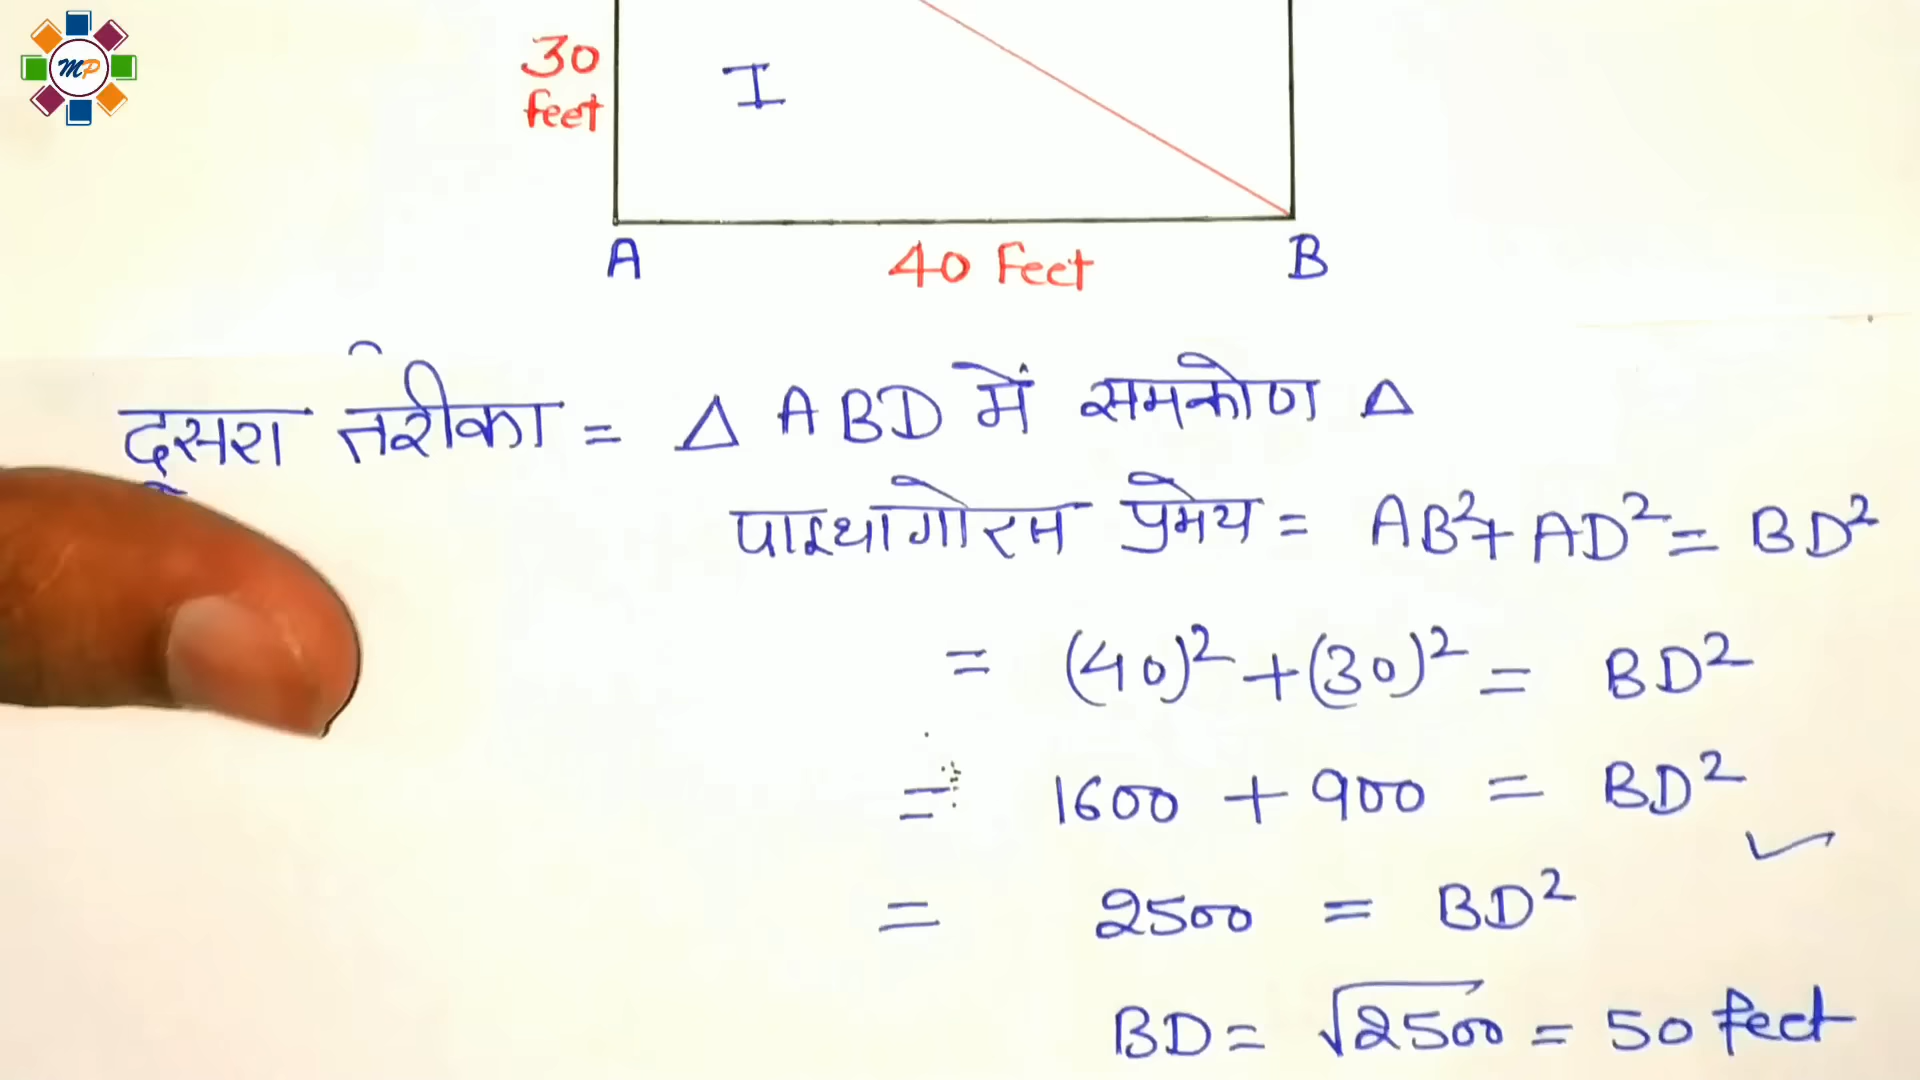 MP
30
feet
I
A
40 Feet
B
दूसरा तरीका = △ ABD में समकोण △
पाइथागोरस प्रमेय = AB²+ AD² = BD²
= (40)² + (30)² = BD²
= 1600 + 900 = BD²
= 2500 = BD²
BD = √2500 = 50 feet